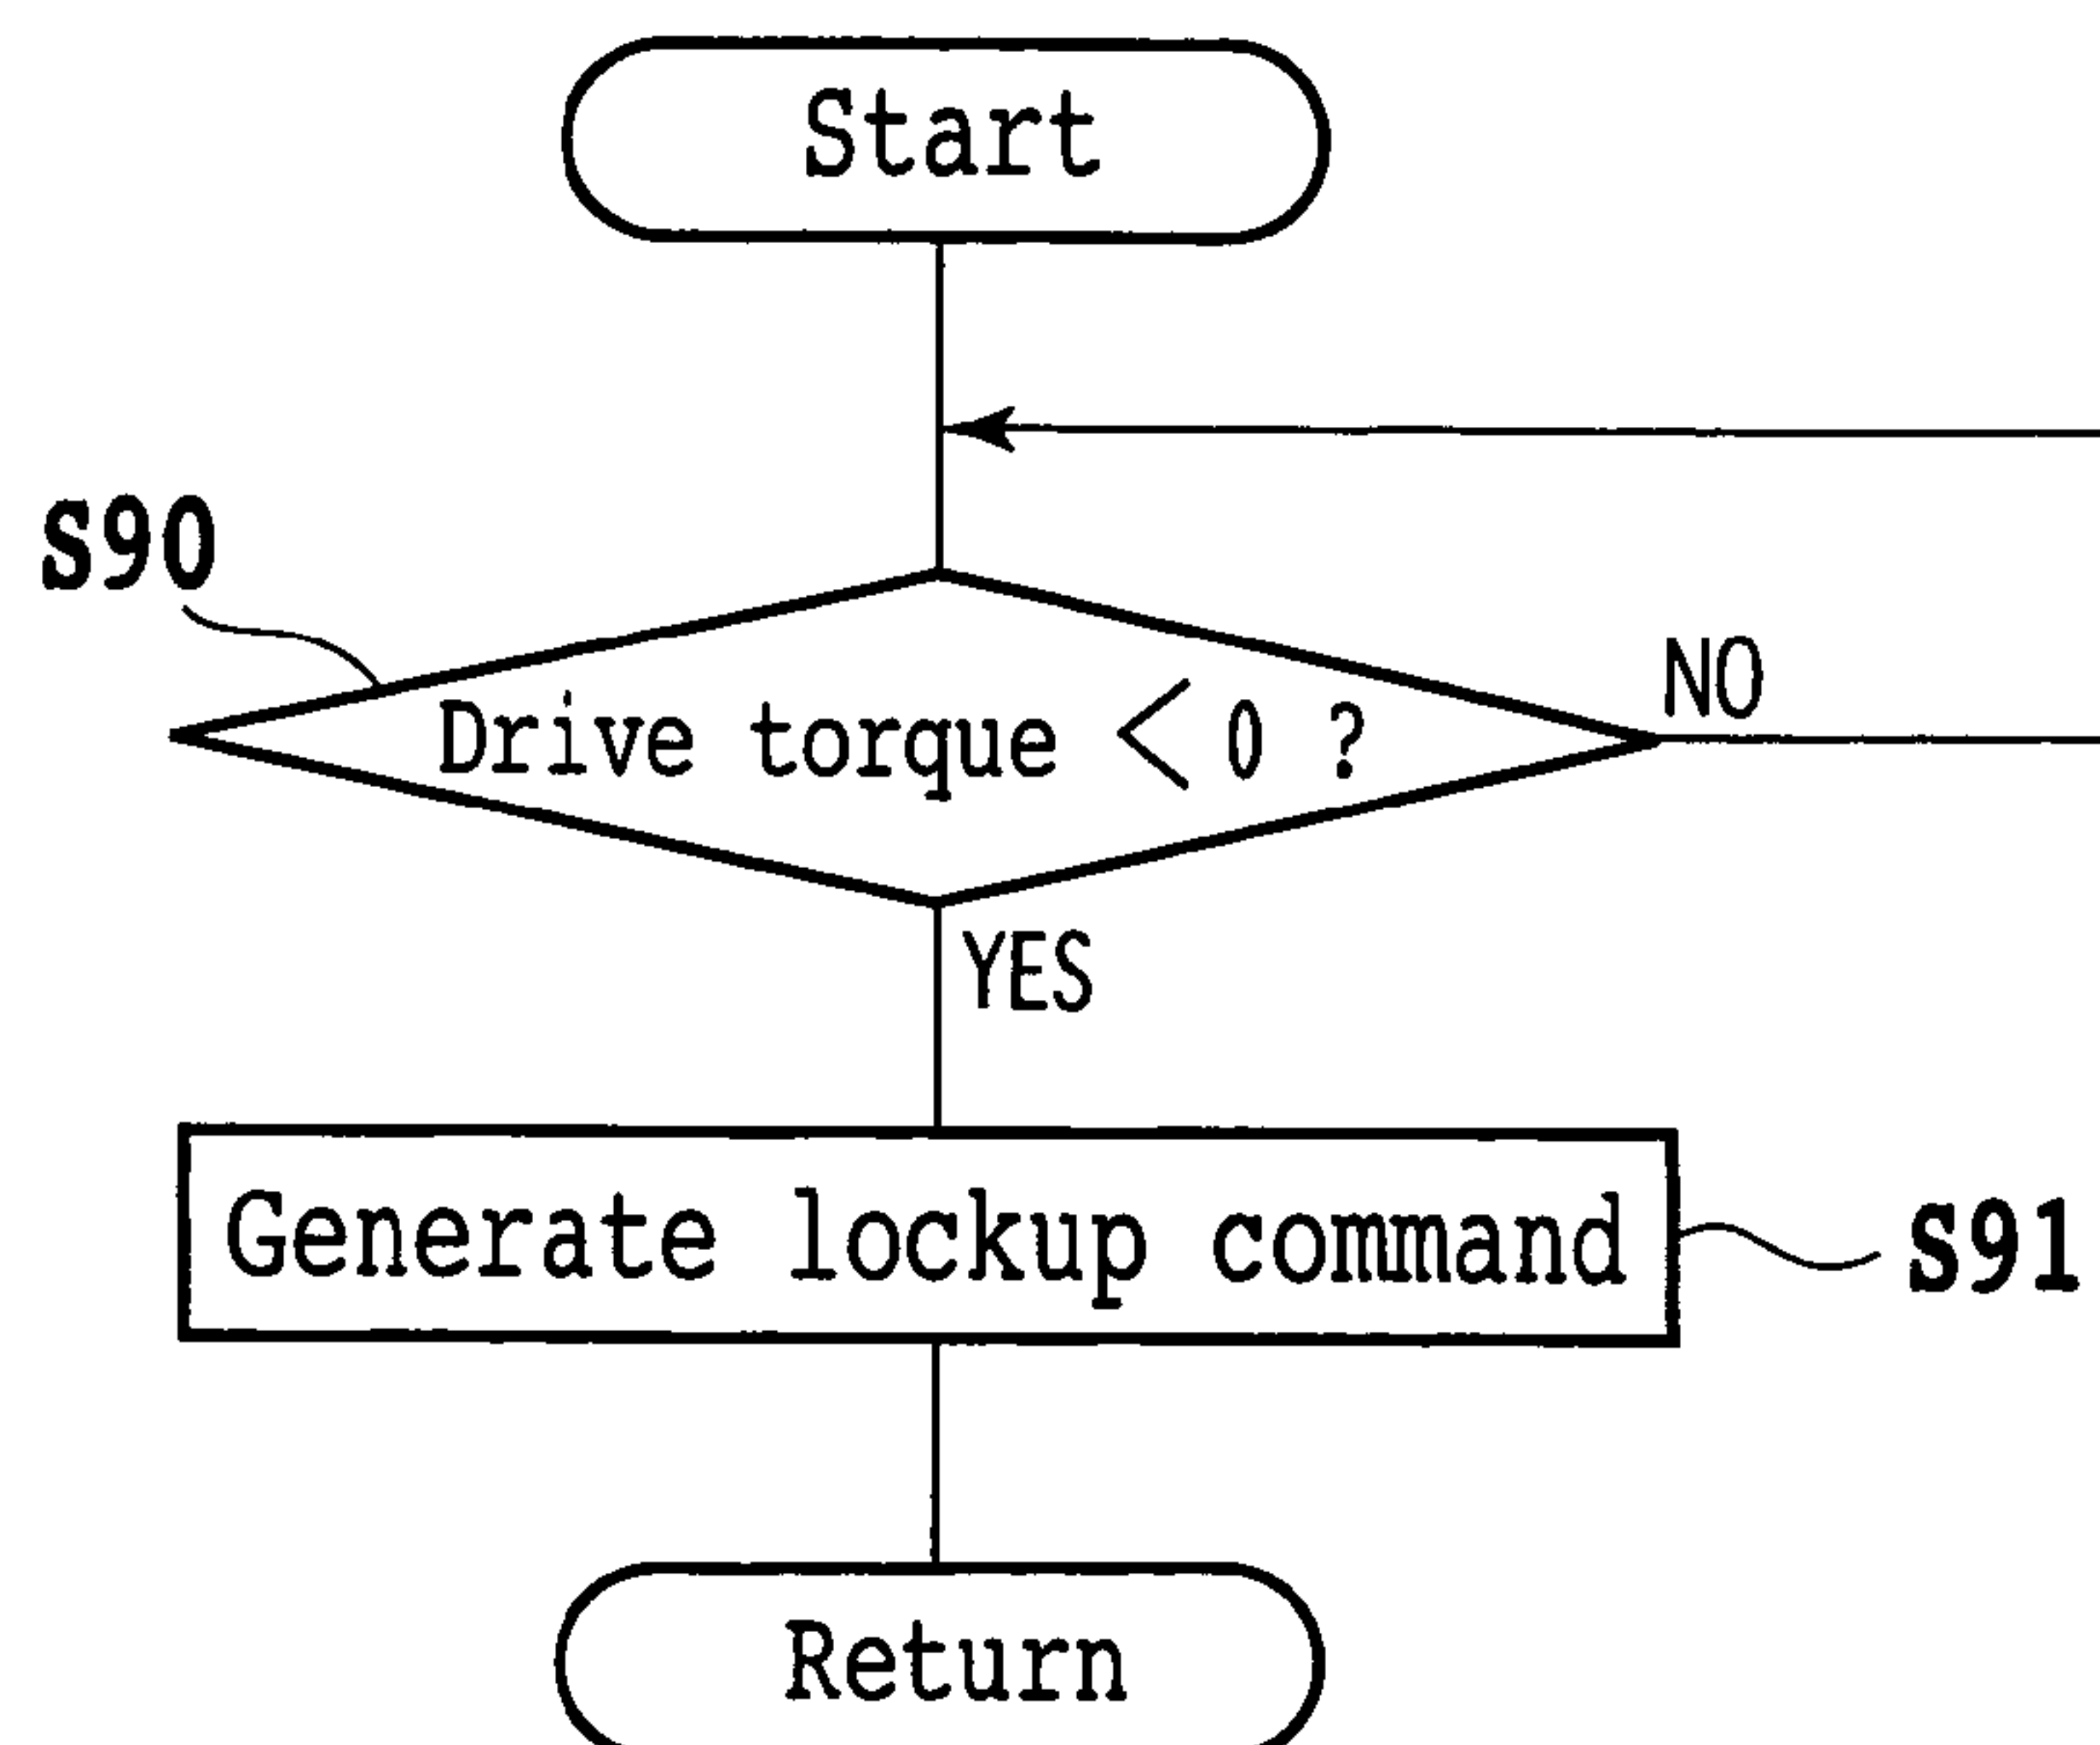 Start
S90
Drive torque < 0 ?
NO
YES
Generate lockup command
S91
Return